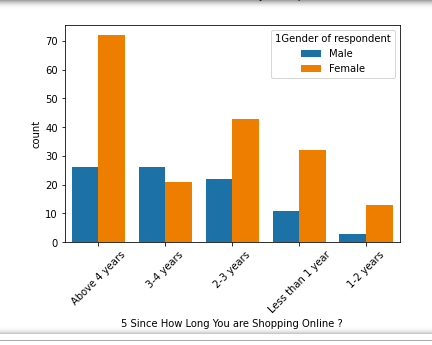 1Gender of respondent
Male
Female
70
60
50
40
30
20
10
0
count
Above 4 years
3-4 years
2-3 years
Less than 1 year
1-2 years
5 Since How Long You are Shopping Online ?